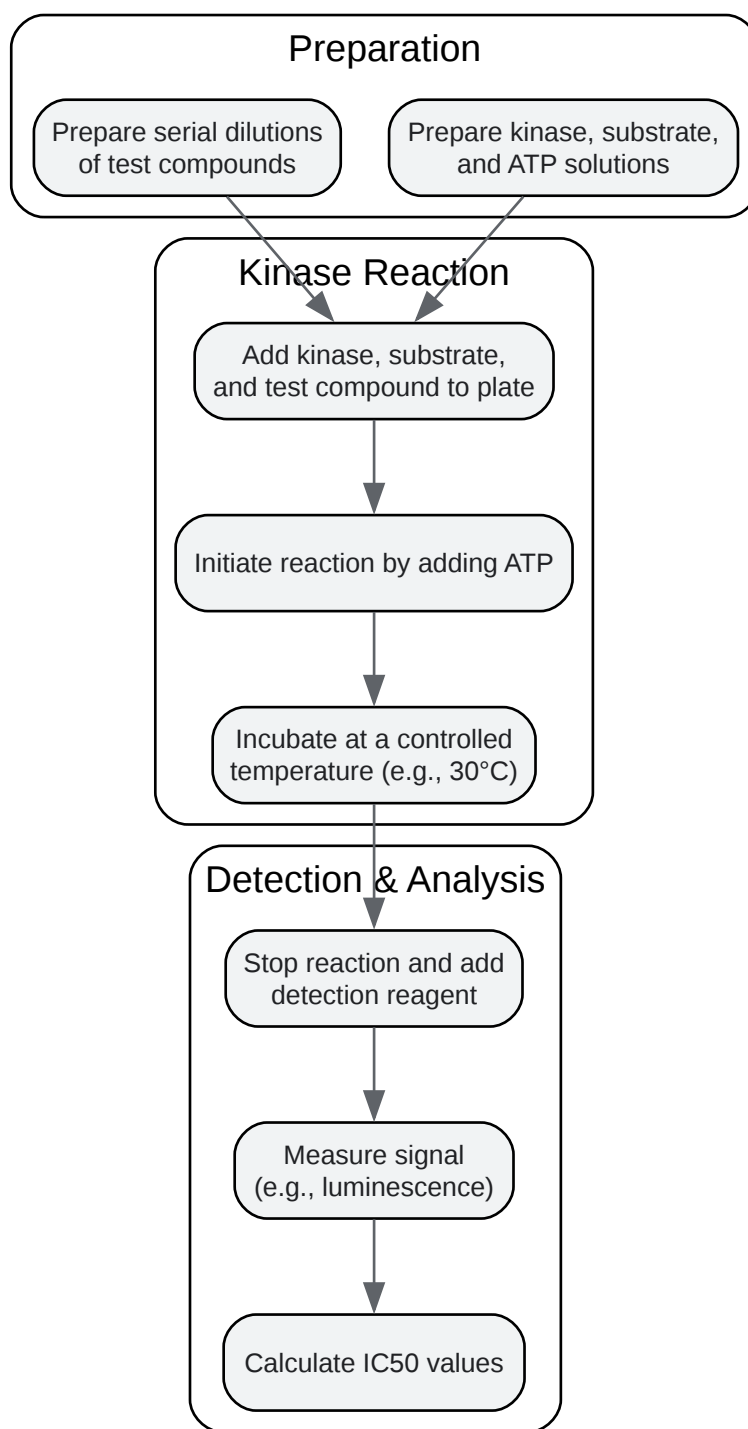 Preparation
Prepare serial dilutions
of test compounds
Prepare kinase, substrate,
and ATP solutions
Kinase Reaction
Add kinase, substrate,
and test compound to plate
Initiate reaction by adding ATP
Incubate at a controlled
temperature (e.g., 30°C)
Detection & Analysis
Stop reaction and add
detection reagent
Measure signal
(e.g., luminescence)
Calculate IC50 values